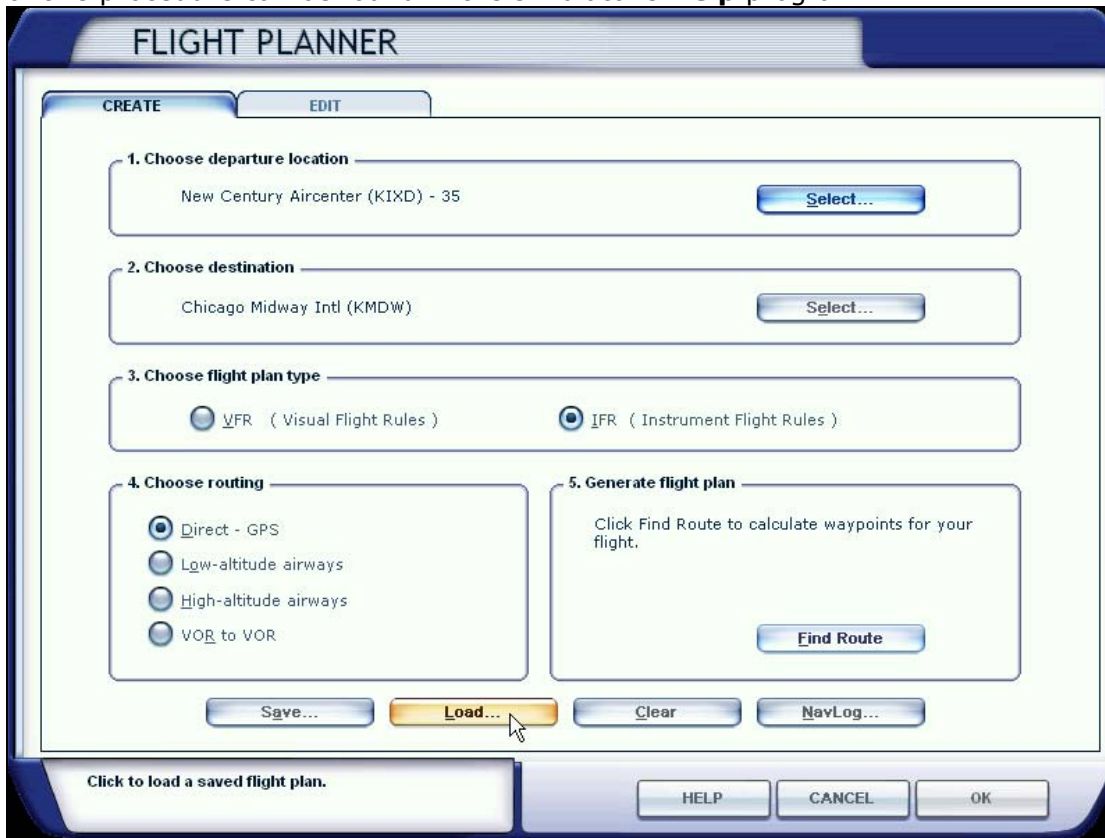 FLIGHT PLANNER
CREATE
EDIT
1. Choose departure location
New Century Aircenter (KIXD) - 35
Select...
2. Choose destination
Chicago Midway Intl (KMDW)
Select...
3. Choose flight plan type
VFR ( Visual Flight Rules )
IFR ( Instrument Flight Rules )
4. Choose routing
Direct - GPS
Low-altitude airways
High-altitude airways
VOR to VOR
5. Generate flight plan
Click Find Route to calculate waypoints for your
flight.
Find Route
Save...
Load...
Clear
NavLog...
Click to load a saved flight plan.
HELP
CANCEL
OK